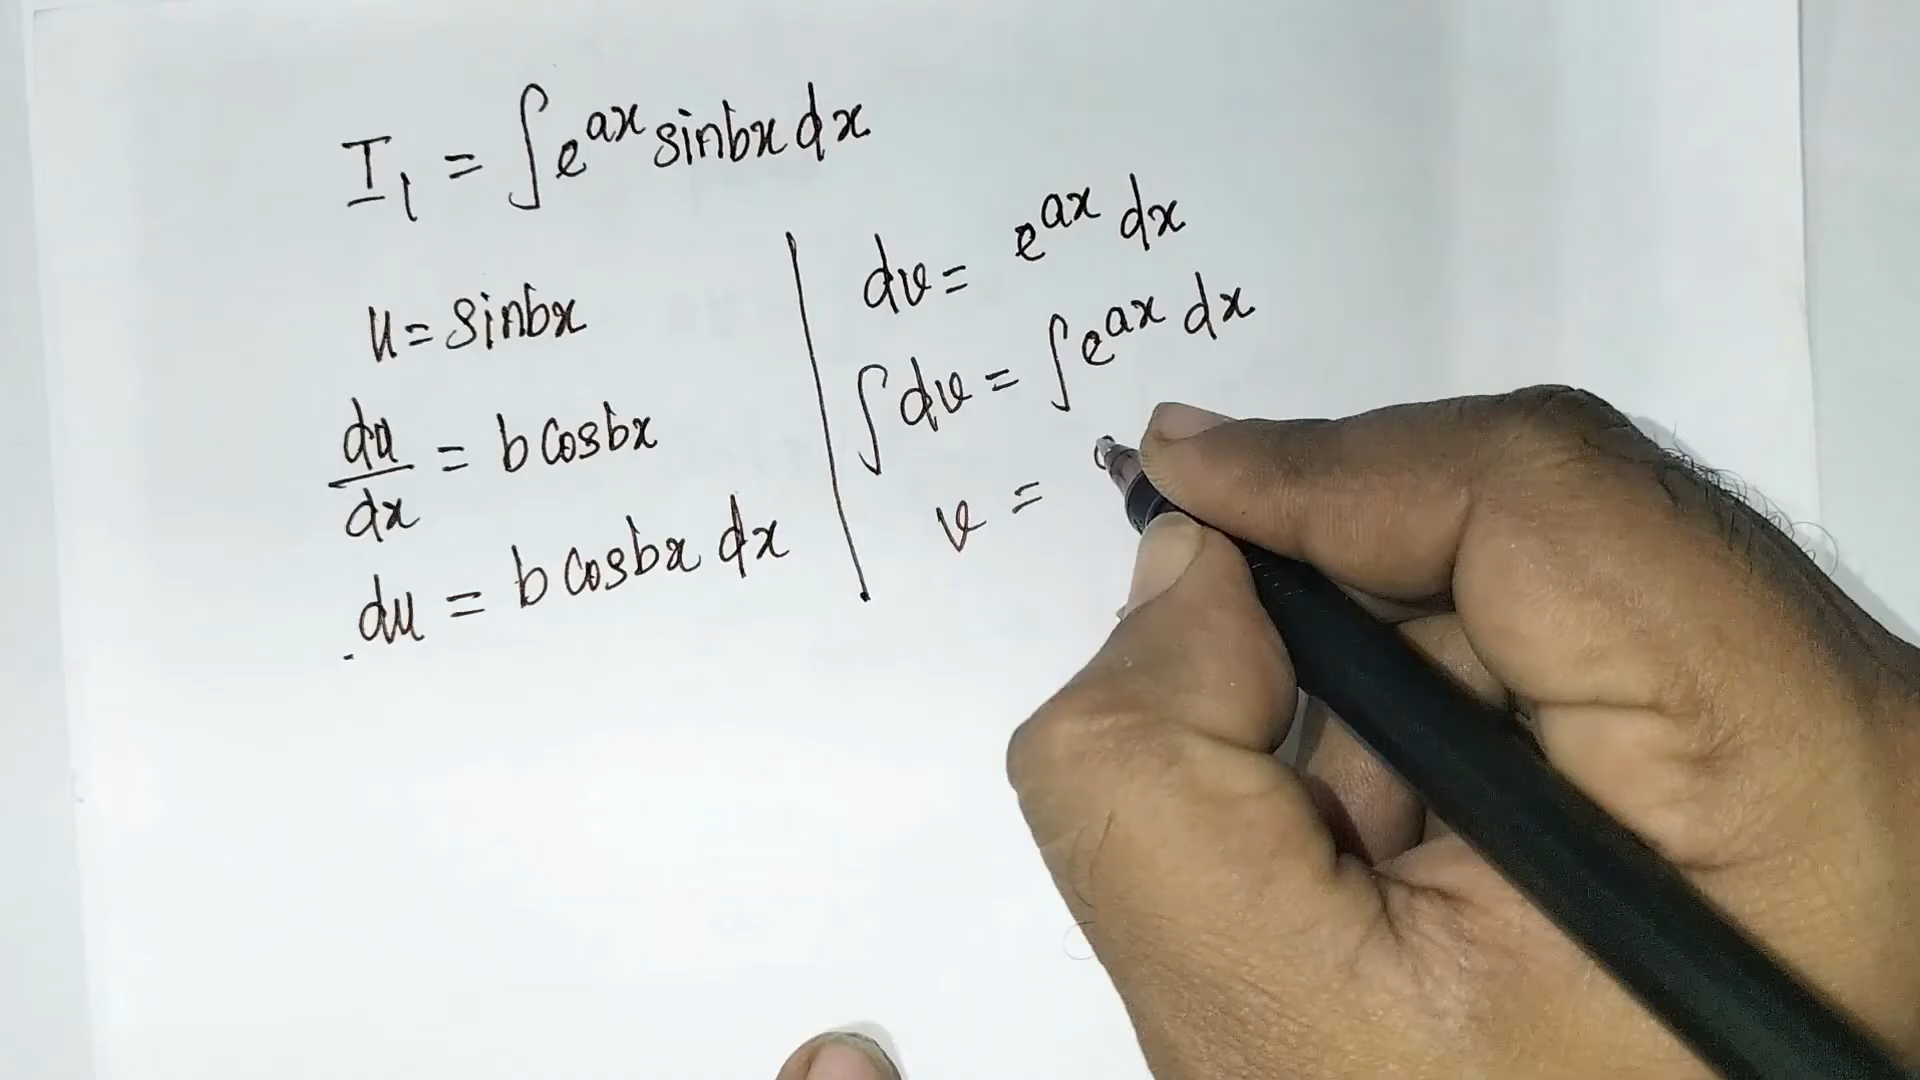 I₁ = ∫e^{ax} sinbx dx
u = sinbx
du/dx = b cosbx
du = b cosbx dx
dv = e^{ax} dx
∫dv = ∫e^{ax} dx
v =